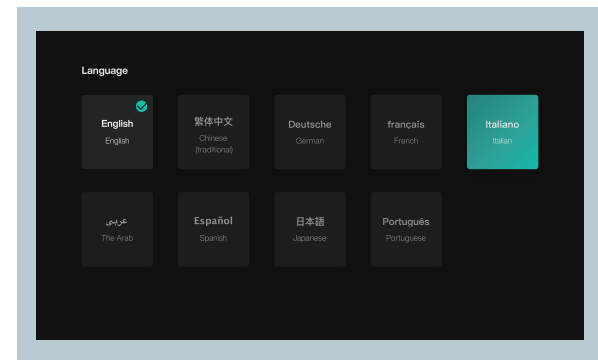 Language
English
English
繁体中文
Chinese
(traditional)
Deutsche
German
français
French
Italiano
Italian
عربى
The Arab
Español
Spanish
日本語
Japanese
Português
Portuguese